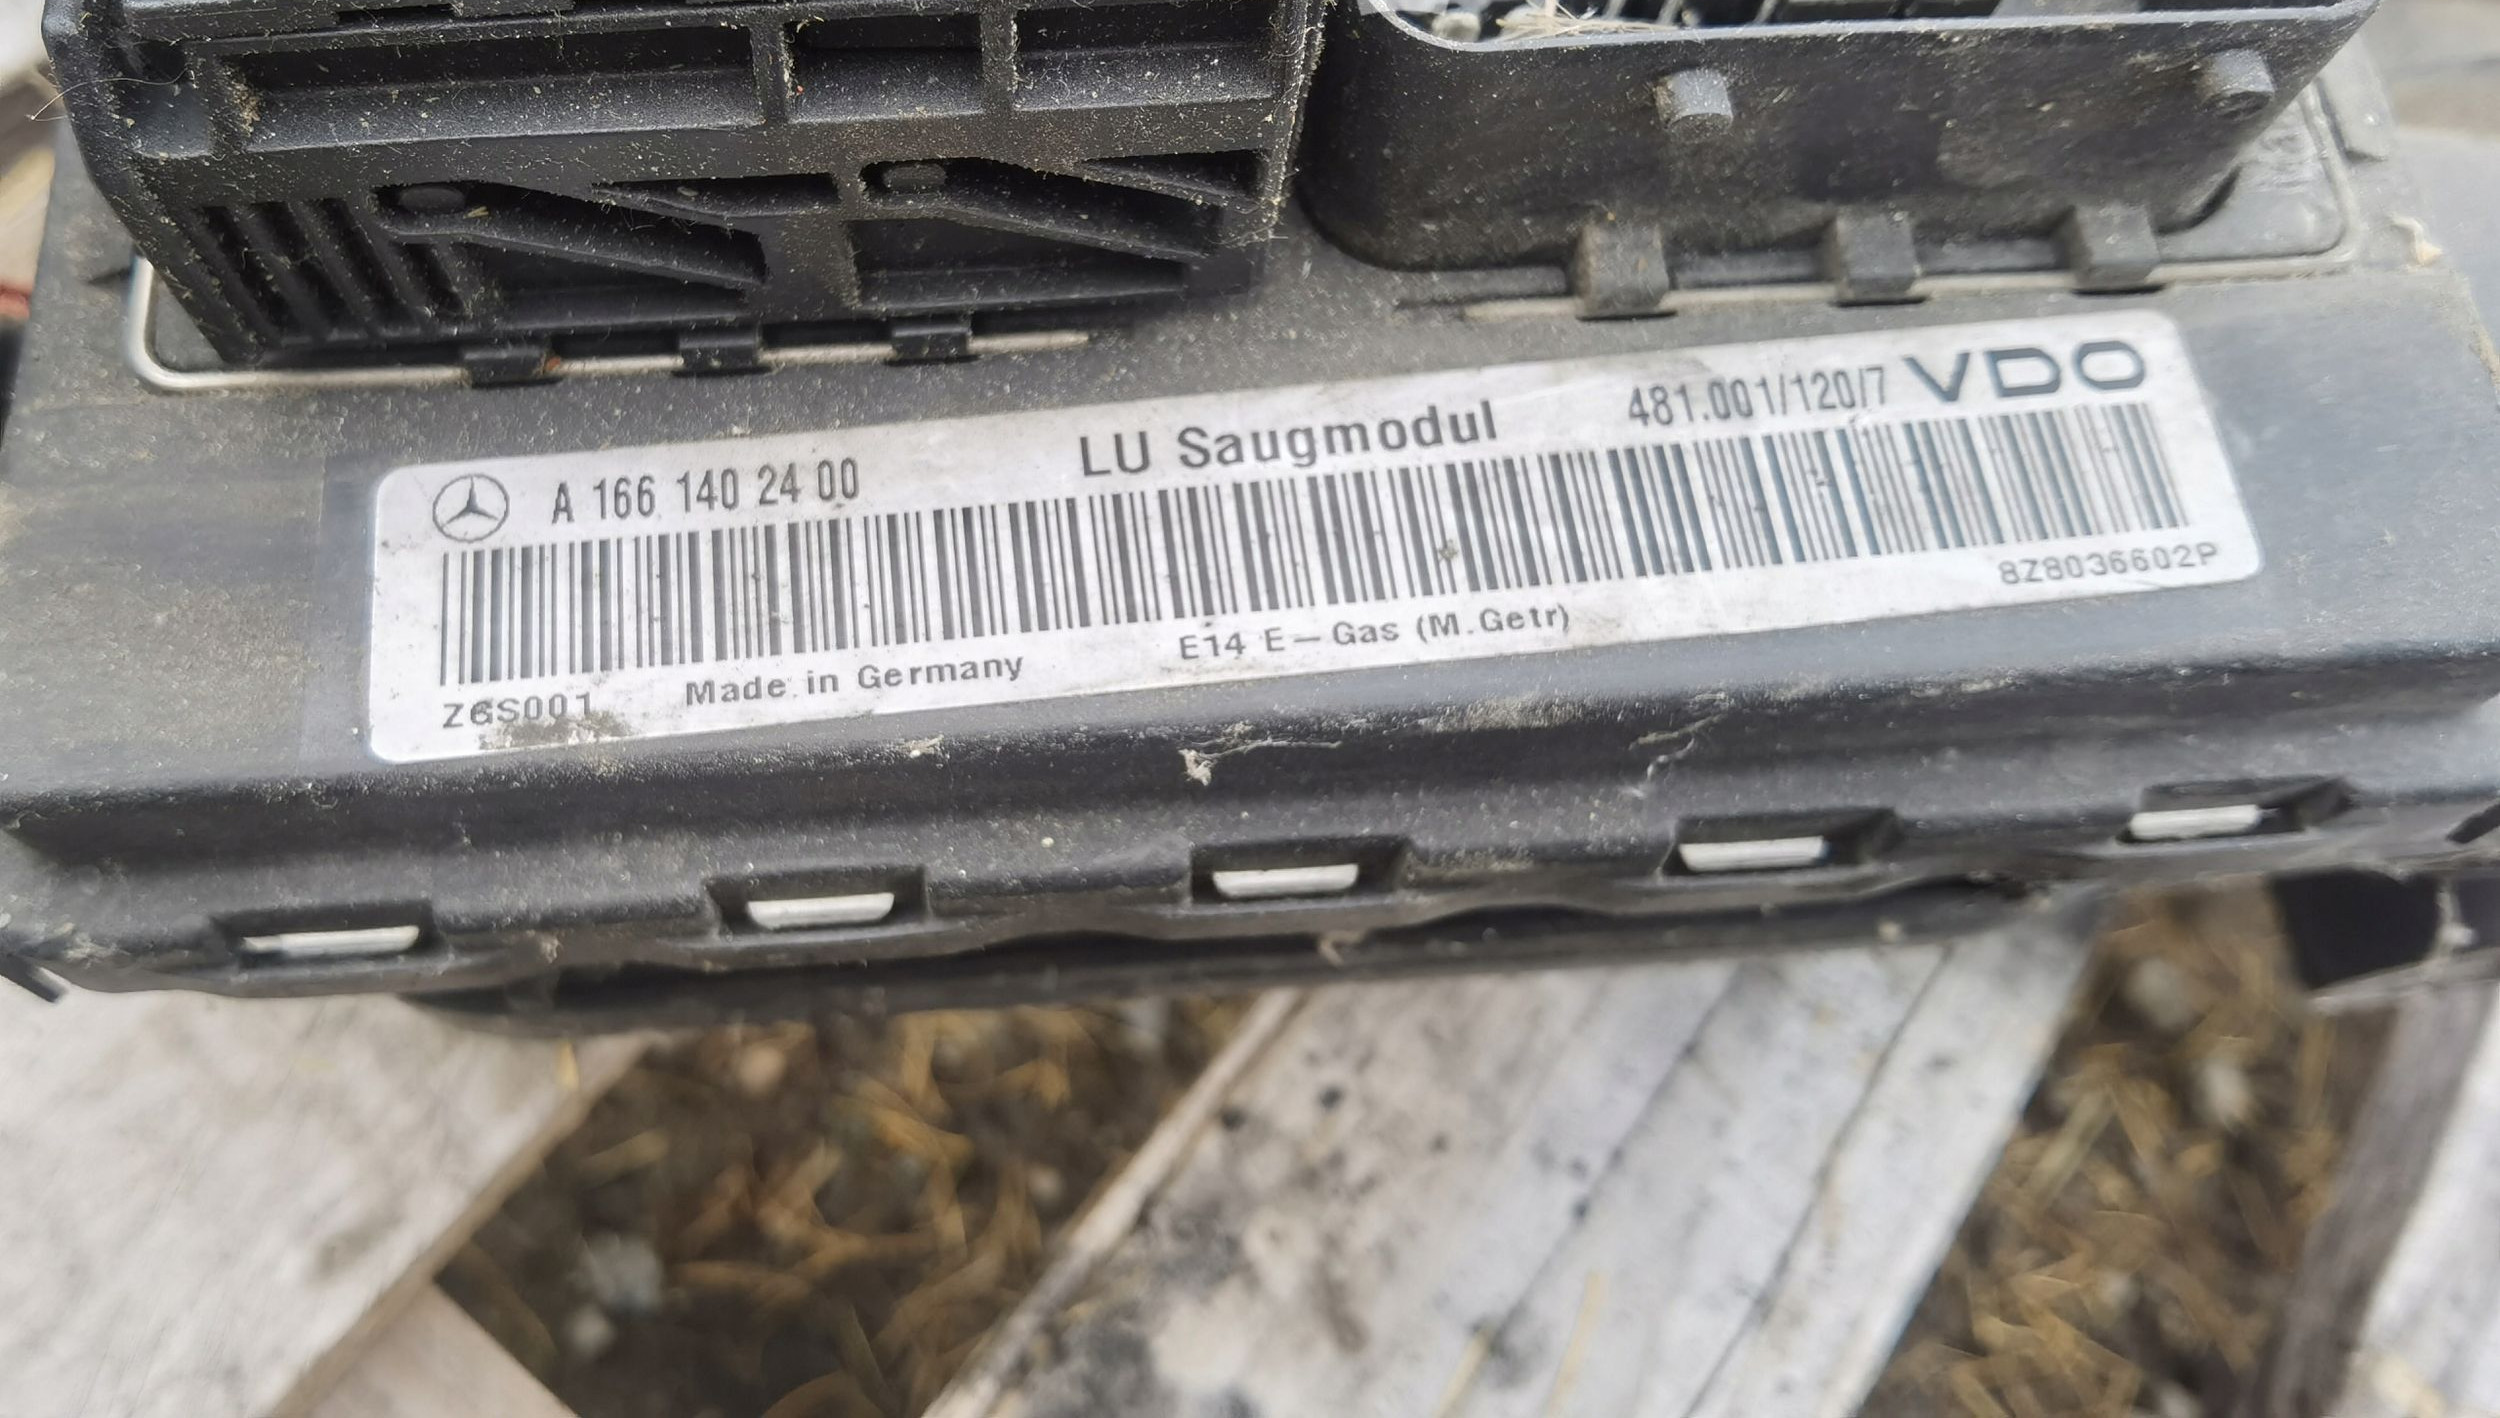 A 166 140 24 00 LU Saugmodul 481.001/120/7 VDO
8Z8036602P
Z6S001 Made in Germany E14 E-Gas (M.Getr)